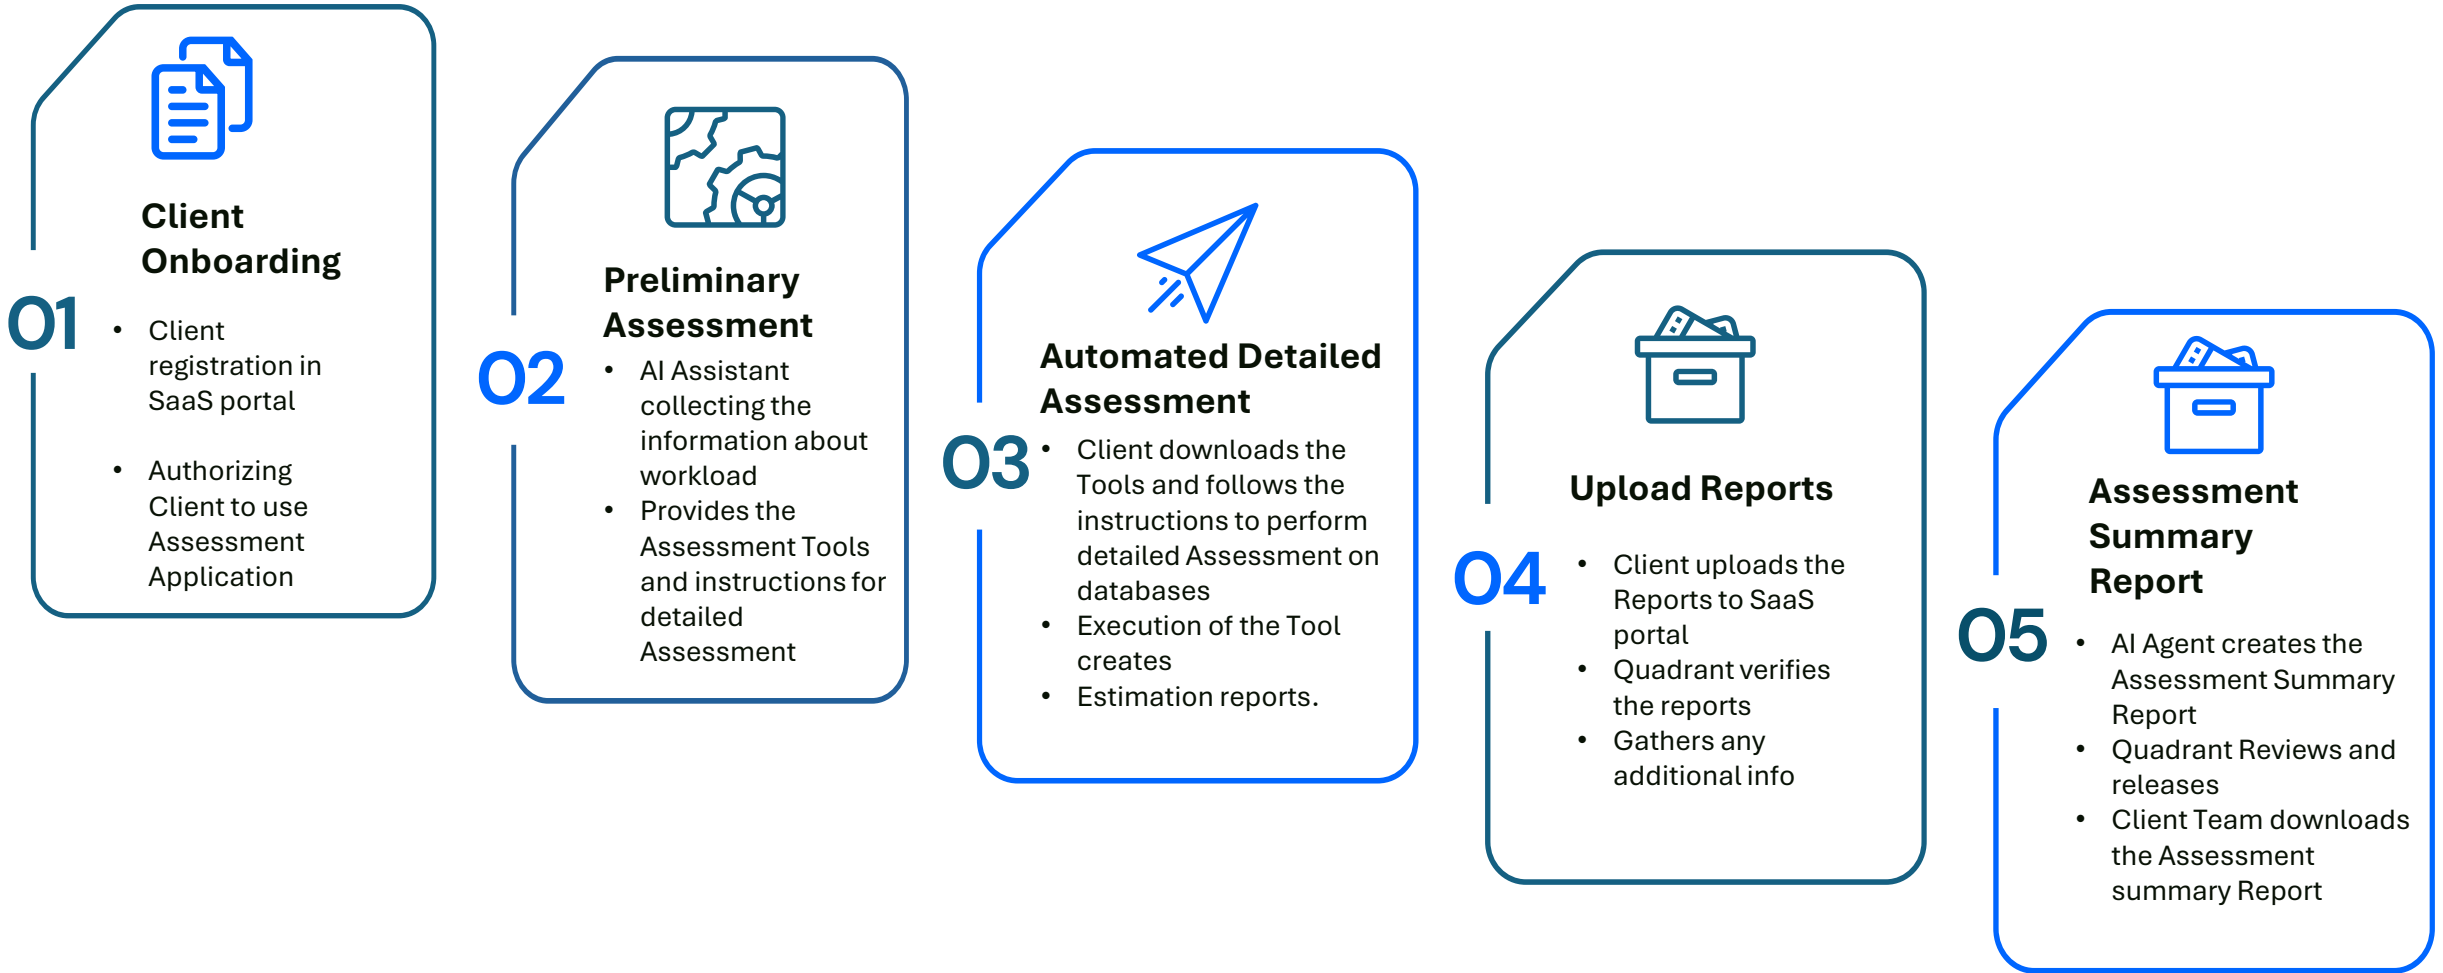 01
Client
Onboarding
• Client
registration in
SaaS portal
• Authorizing
Client to use
Assessment
Application
02
Preliminary
Assessment
• AI Assistant
collecting the
information about
workload
• Provides the
Assessment Tools
and instructions for
detailed
Assessment
03
Automated Detailed
Assessment
• Client downloads the
Tools and follows the
instructions to perform
detailed Assessment on
databases
• Execution of the Tool
creates
• Estimation reports.
04
Upload Reports
• Client uploads the
Reports to SaaS
portal
• Quadrant verifies
the reports
• Gathers any
additional info
05
Assessment
Summary
Report
• AI Agent creates the
Assessment Summary
Report
• Quadrant Reviews and
releases
• Client Team downloads
the Assessment
summary Report